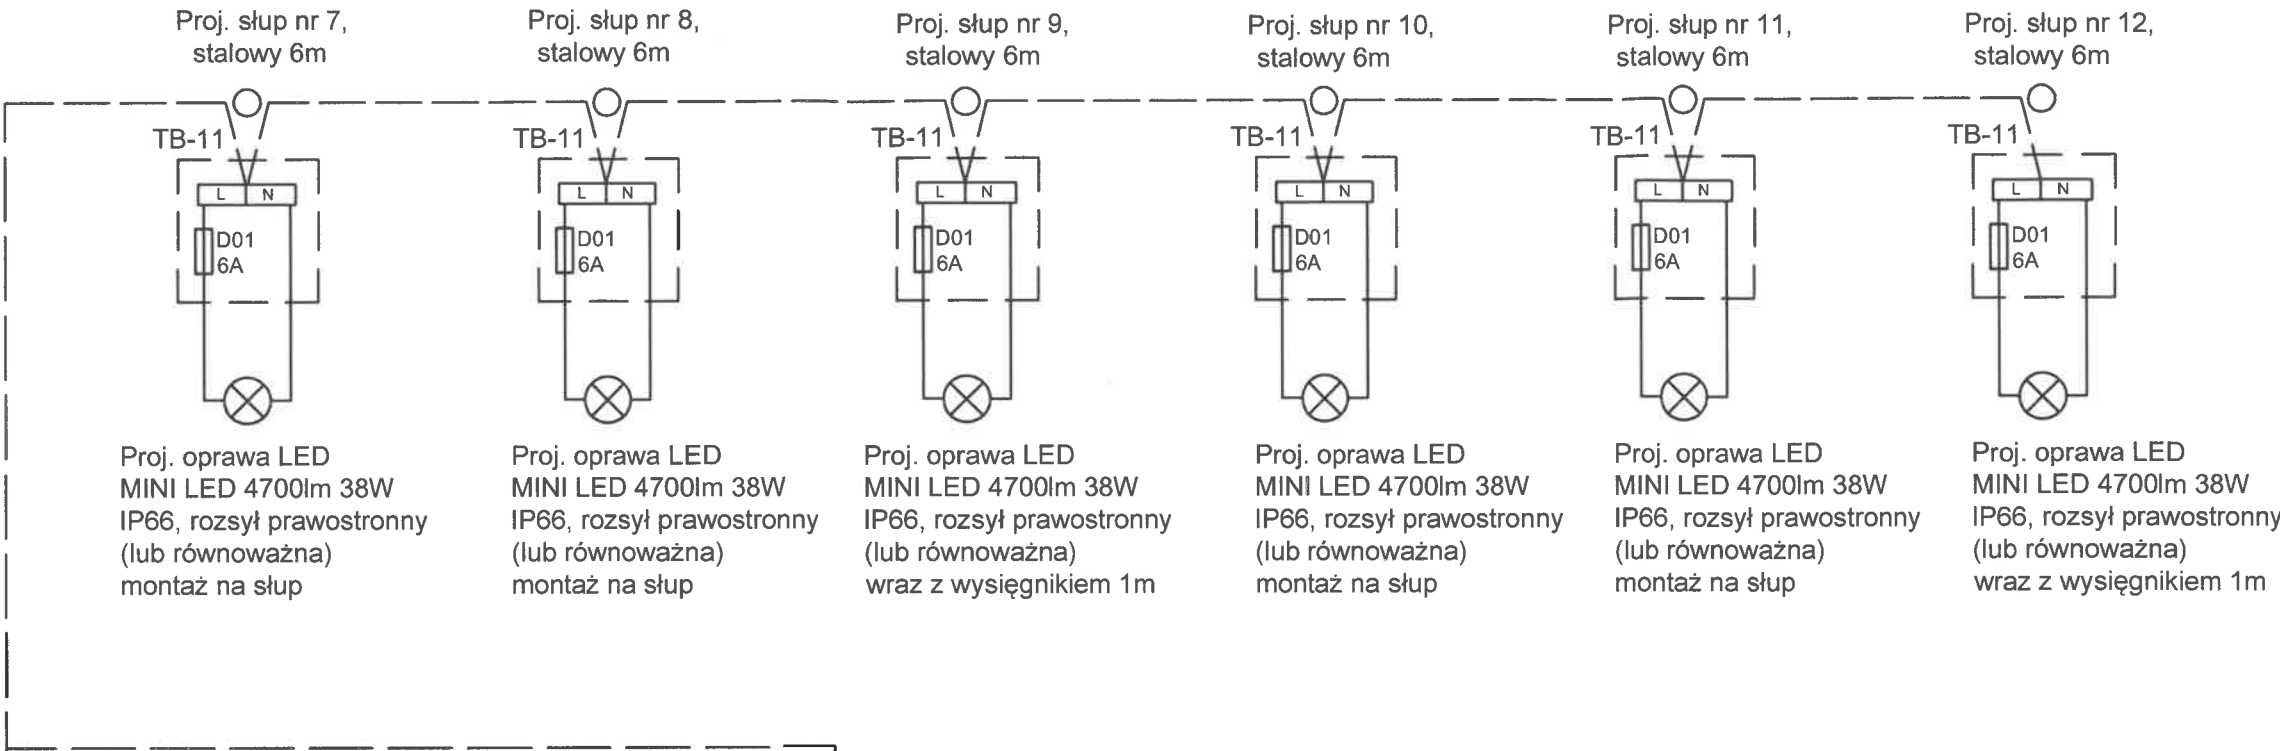 Proj. słup nr 7,
stalowy 6m
Proj. słup nr 8,
stalowy 6m
Proj. słup nr 9,
stalowy 6m
Proj. słup nr 10,
stalowy 6m
Proj. słup nr 11,
stalowy 6m
Proj. słup nr 12,
stalowy 6m
TB-11
L N
D01
6A
TB-11
L N
D01
6A
TB-11
L N
D01
6A
TB-11
L N
D01
6A
TB-11
L N
D01
6A
TB-11
L N
D01
6A
Proj. oprawa LED
MINI LED 4700lm 38W
IP66, rozsył prawostronny
(lub równoważna)
montaż na słup
Proj. oprawa LED
MINI LED 4700lm 38W
IP66, rozsył prawostronny
(lub równoważna)
montaż na słup
Proj. oprawa LED
MINI LED 4700lm 38W
IP66, rozsył prawostronny
(lub równoważna)
wraz z wysięgnikiem 1m
Proj. oprawa LED
MINI LED 4700lm 38W
IP66, rozsył prawostronny
(lub równoważna)
montaż na słup
Proj. oprawa LED
MINI LED 4700lm 38W
IP66, rozsył prawostronny
(lub równoważna)
montaż na słup
Proj. oprawa LED
MINI LED 4700lm 38W
IP66, rozsył prawostronny
(lub równoważna)
wraz z wysięgnikiem 1m